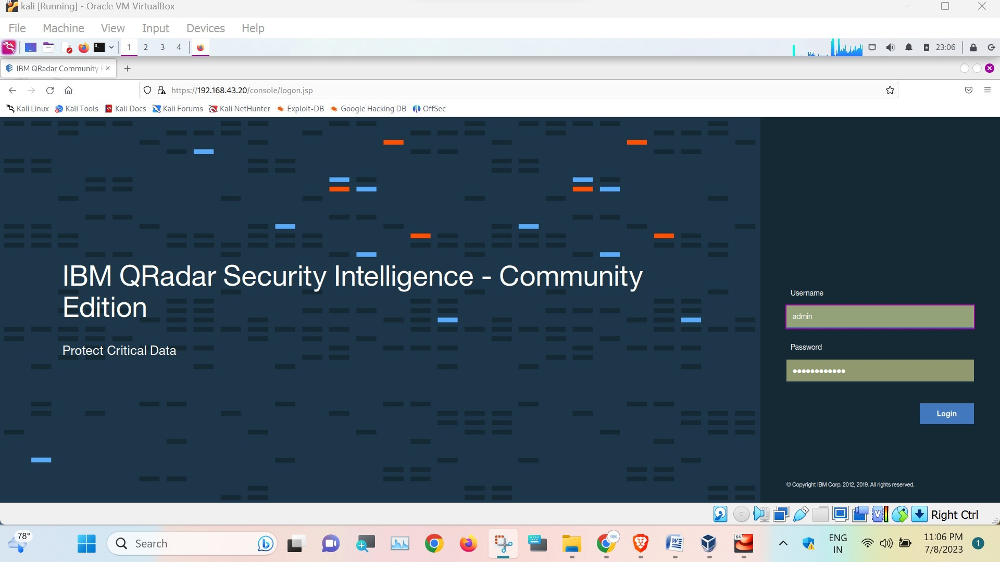 kali [Running] - Oracle VM VirtualBox
File Machine View Input Devices Help
1 2 3 4 23:06
IBM QRadar Community E
https://192.168.43.20/console/logon.jsp
Kali Linux Kali Tools Kali Docs Kali Forums Kali NetHunter Exploit-DB Google Hacking DB OffSec
IBM QRadar Security Intelligence - Community
Edition
Protect Critical Data
Username
admin
Password
Login
© Copyright IBM Corp. 2012, 2019. All rights reserved.
Right Ctrl
78°
Search
64
ENG
IN
11:06 PM
7/8/2023
1